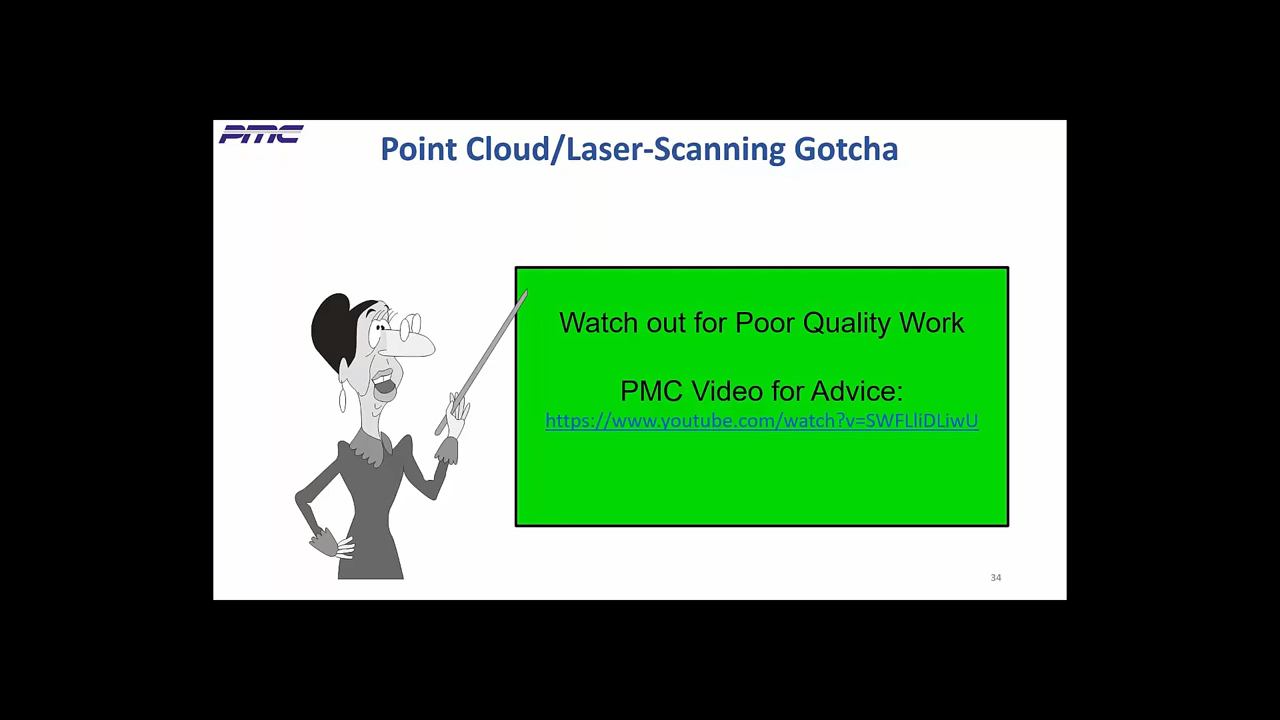 PMC
Point Cloud/Laser-Scanning Gotcha
Watch out for Poor Quality Work
PMC Video for Advice:
https://www.youtube.com/watch?v=SWFLliDLiwU
34